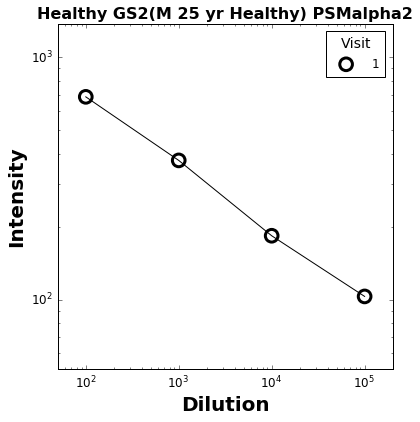 Healthy GS2(M 25 yr Healthy) PSMalpha2
Visit
1
10³
10²
Intensity
10² 10³ 10⁴ 10⁵
Dilution